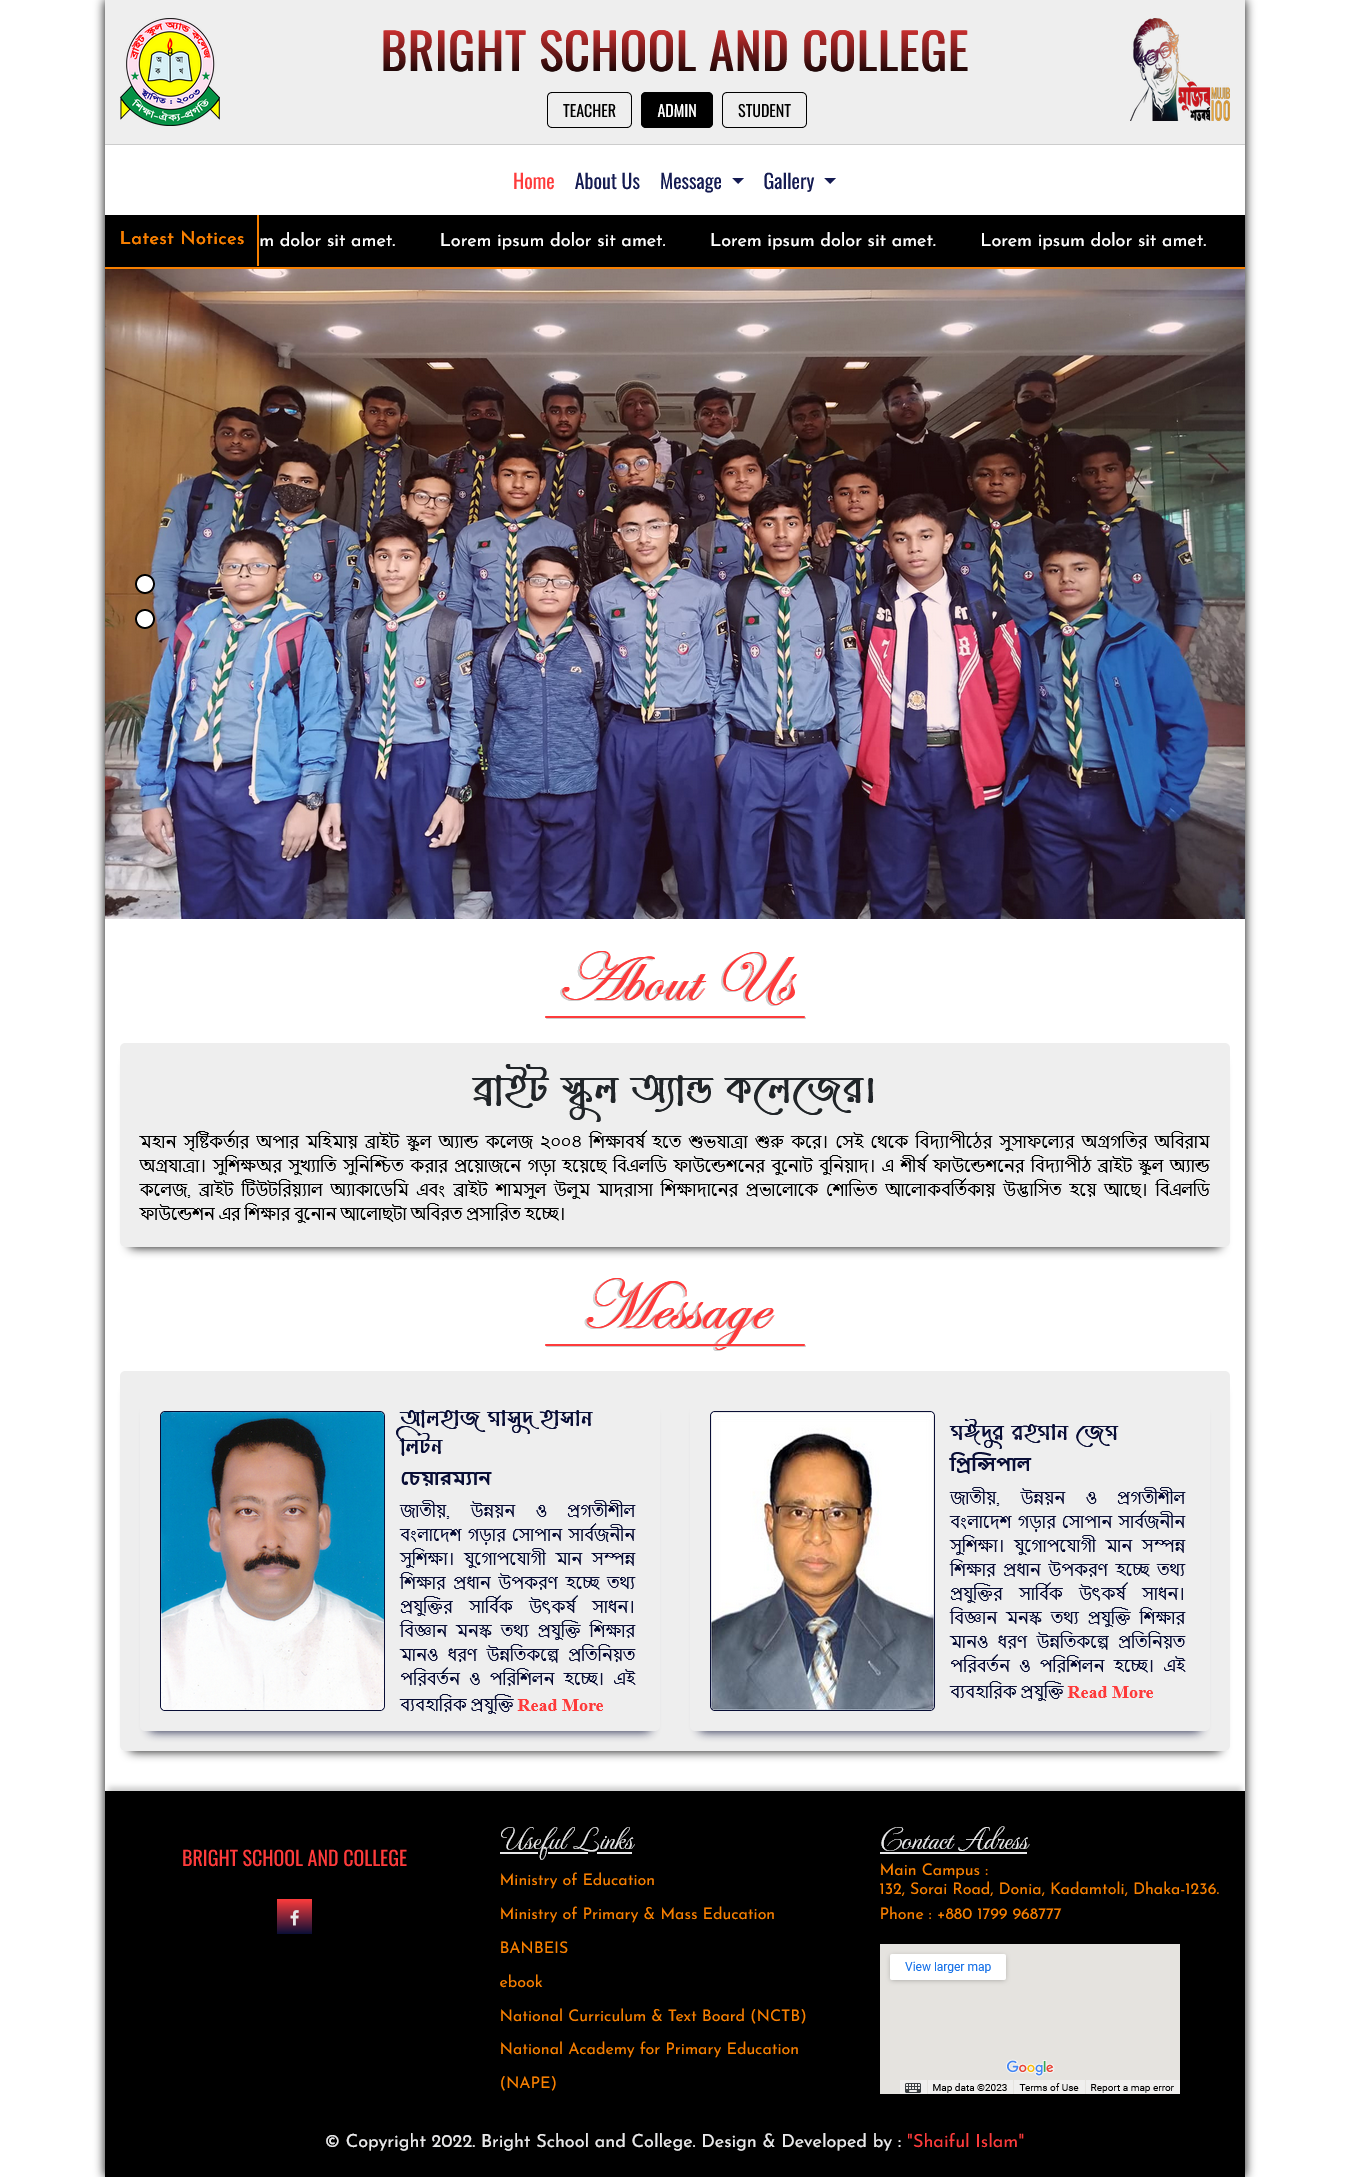 ব্রাইট স্কুল অ্যান্ড কলেজ
অ আ
ক খ
স্থাপিত : ২০০৩
শিক্ষা-ঐক্য-প্রগতি
BRIGHT SCHOOL AND COLLEGE
TEACHER ADMIN STUDENT
মুজিব
শতবর্ষ
MUJIB
100
Home About Us Message Gallery
Latest Notices m dolor sit amet. Lorem ipsum dolor sit amet. Lorem ipsum dolor sit amet. Lorem ipsum dolor sit amet.
About Us
ব্রাইট স্কুল অ্যান্ড কলেজের।
মহান সৃষ্টিকর্তার অপার মহিমায় ব্রাইট স্কুল অ্যান্ড কলেজ ২০০৪ শিক্ষাবর্ষ হতে শুভযাত্রা শুরু করে। সেই থেকে বিদ্যাপীঠের সুসাফল্যের অগ্রগতির অবিরাম
অগ্রযাত্রা। সুশিক্ষঅর সুখ্যাতি সুনিশ্চিত করার প্রয়োজনে গড়া হয়েছে বিএলডি ফাউন্ডেশনের বুনোট বুনিয়াদ। এ শীর্ষ ফাউন্ডেশনের বিদ্যাপীঠ ব্রাইট স্কুল অ্যান্ড
কলেজ, ব্রাইট টিউটরিয়্যাল অ্যাকাডেমি এবং ব্রাইট শামসুল উলুম মাদরাসা শিক্ষাদানের প্রভালোকে শোভিত আলোকবর্তিকায় উদ্ভাসিত হয়ে আছে। বিএলডি
ফাউন্ডেশন এর শিক্ষার বুনোন আলোছটা অবিরত প্রসারিত হচ্ছে।
Message
আলহাজ মাসুদ হাসান
লিটন
চেয়ারম্যান
জাতীয়, উন্নয়ন ও প্রগতীশীল
বংলাদেশ গড়ার সোপান সার্বজনীন
সুশিক্ষা। যুগোপযোগী মান সম্পন্ন
শিক্ষার প্রধান উপকরণ হচ্ছে তথ্য
প্রযুক্তির সার্বিক উৎকর্ষ সাধন।
বিজ্ঞান মনস্ক তথ্য প্রযুক্তি শিক্ষার
মানও ধরণ উন্নতিকল্পে প্রতিনিয়ত
পরিবর্তন ও পরিশিলন হচ্ছে। এই
ব্যবহারিক প্রযুক্তি Read More
মঈদুর রহমান জেম
প্রিন্সিপাল
জাতীয়, উন্নয়ন ও প্রগতীশীল
বংলাদেশ গড়ার সোপান সার্বজনীন
সুশিক্ষা। যুগোপযোগী মান সম্পন্ন
শিক্ষার প্রধান উপকরণ হচ্ছে তথ্য
প্রযুক্তির সার্বিক উৎকর্ষ সাধন।
বিজ্ঞান মনস্ক তথ্য প্রযুক্তি শিক্ষার
মানও ধরণ উন্নতিকল্পে প্রতিনিয়ত
পরিবর্তন ও পরিশিলন হচ্ছে। এই
ব্যবহারিক প্রযুক্তি Read More
BRIGHT SCHOOL AND COLLEGE
Useful Links
Ministry of Education
Ministry of Primary & Mass Education
BANBEIS
ebook
National Curriculum & Text Board (NCTB)
National Academy for Primary Education
(NAPE)
Contact Adress
Main Campus :
132, Sorai Road, Donia, Kadamtoli, Dhaka-1236.
Phone : +880 1799 968777
View larger map
Google
Map data ©2023 Terms of Use Report a map error
© Copyright 2022. Bright School and College. Design & Developed by : "Shaiful Islam"